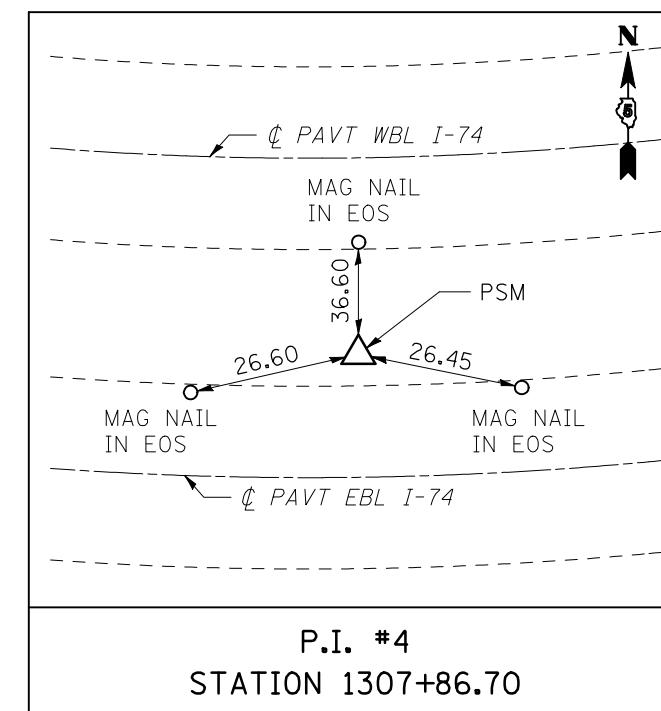 N
5
℄ PAVT WBL I-74
MAG NAIL
IN EOS
36.60
PSM
26.60
26.45
MAG NAIL
IN EOS
MAG NAIL
IN EOS
℄ PAVT EBL I-74
P.I. #4
STATION 1307+86.70